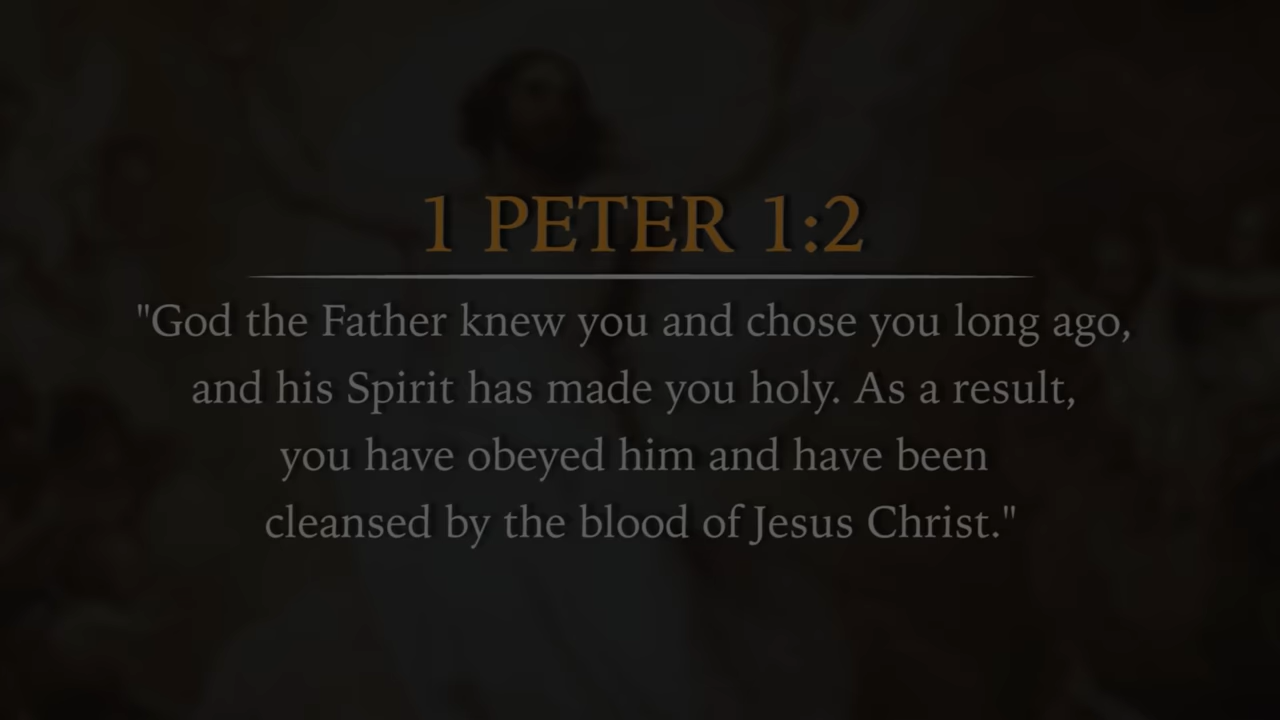 1 PETER 1:2
"God the Father knew you and chose you long ago,
and his Spirit has made you holy. As a result,
you have obeyed him and have been
cleansed by the blood of Jesus Christ."